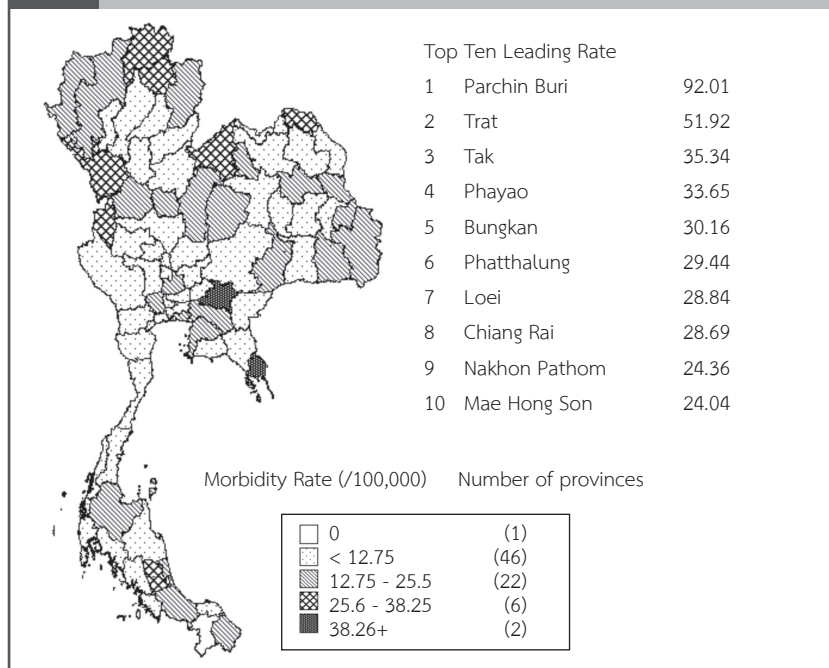 Top Ten Leading Rate
1 Parchin Buri 92.01
2 Trat 51.92
3 Tak 35.34
4 Phayao 33.65
5 Bungkan 30.16
6 Phatthalung 29.44
7 Loei 28.84
8 Chiang Rai 28.69
9 Nakhon Pathom 24.36
10 Mae Hong Son 24.04
Morbidity Rate (/100,000) Number of provinces
0 (1)
< 12.75 (46)
12.75 - 25.5 (22)
25.6 - 38.25 (6)
38.26+ (2)